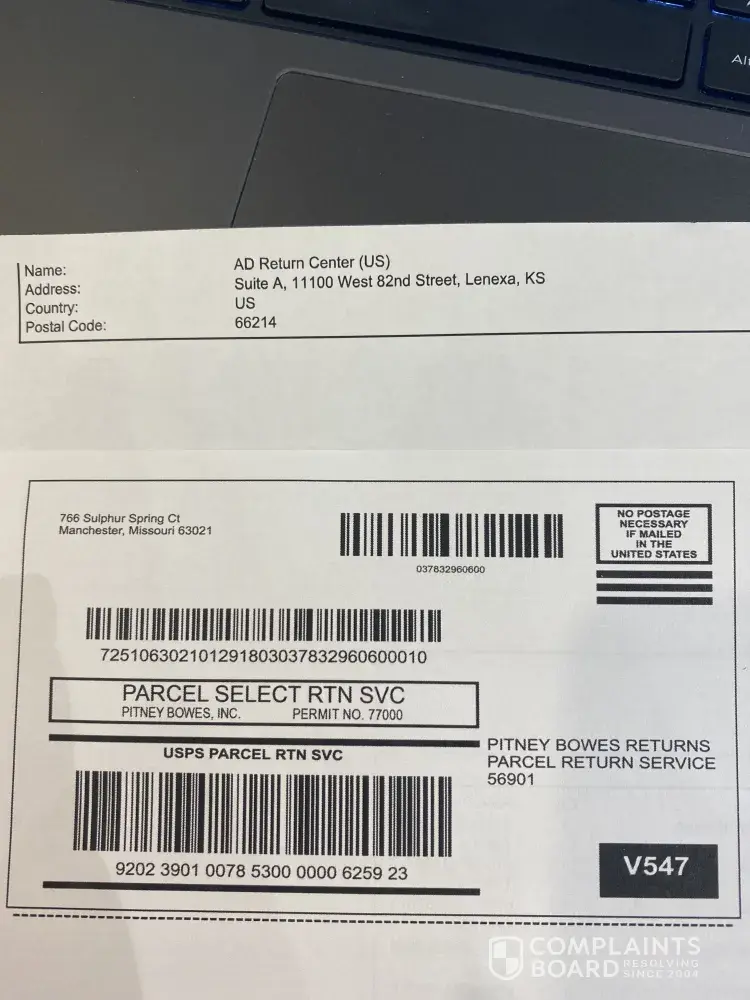 Alt
Name: AD Return Center (US)
Address: Suite A, 11100 West 82nd Street, Lenexa, KS
Country: US
Postal Code: 66214
766 Sulphur Spring Ct
Manchester, Missouri 63021
037832960600
NO POSTAGE
NECESSARY
IF MAILED
IN THE
UNITED STATES
7251063021012918030378329606000​10
PARCEL SELECT RTN SVC
PITNEY BOWES, INC. PERMIT NO. 77000
USPS PARCEL RTN SVC
PITNEY BOWES RETURNS
PARCEL RETURN SERVICE
56901
9202 3901 0078 5300 0000 6259 23
V547
COMPLAINTS
BOARD RESOLVING
SINCE 2004